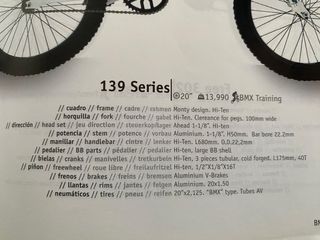 139 Series
20" 13,990 BMX Training
// cuadro // frame // cadre // rahmen Monty design. Hi-Ten
// horquilla // fork // fourche // gabel Hi-Ten. Clereance for pegs. 100mm wide
// dirección // head set // jeu direction // steuerkopflager Ahead 1-1/8". Hi-ten
// potencia // stem // potence // vorbau Aluminium. 1-1/8". H50mm. Bar bore 22.2mm
// manillar // handlebar // cintre // lenker Hi-Ten. L680mm. O.D.22.2mm
// pedalier // BB parts // pédalier // tretlager Hi-Ten, large BB shell
// bielas // cranks // manivelles // tretkurbeln Hi-Ten, 3 pieces tubular, cold forged. L175mm, 40T
// piñon // freewheel // roue libre // freilaufritzel Hi-ten, 1/2"X1/8"X16T
// frenos // brakes // freins // bremsen Aluminium V-Brakes
// llantas // rims // jantes // felgen Aluminium. 20x1.50
// neumáticos // tires // pneus // reifen 20"x2,125. "BMX" type. Tubes AV